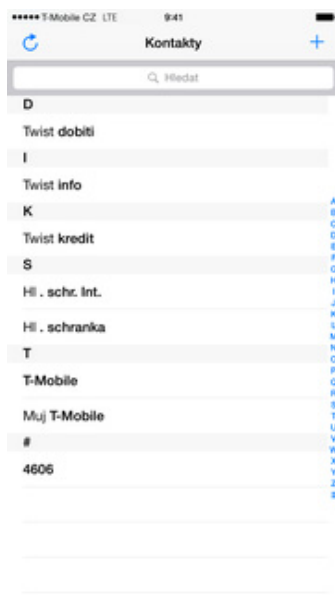 T-Mobile CZ LTE 9:41
Kontakty +
Hledat
D
Twist dobiti
I
Twist info
K
Twist kredit
S
Hl . schr. Int.
Hl . schranka
T
T-Mobile
Muj T-Mobile
#
4606